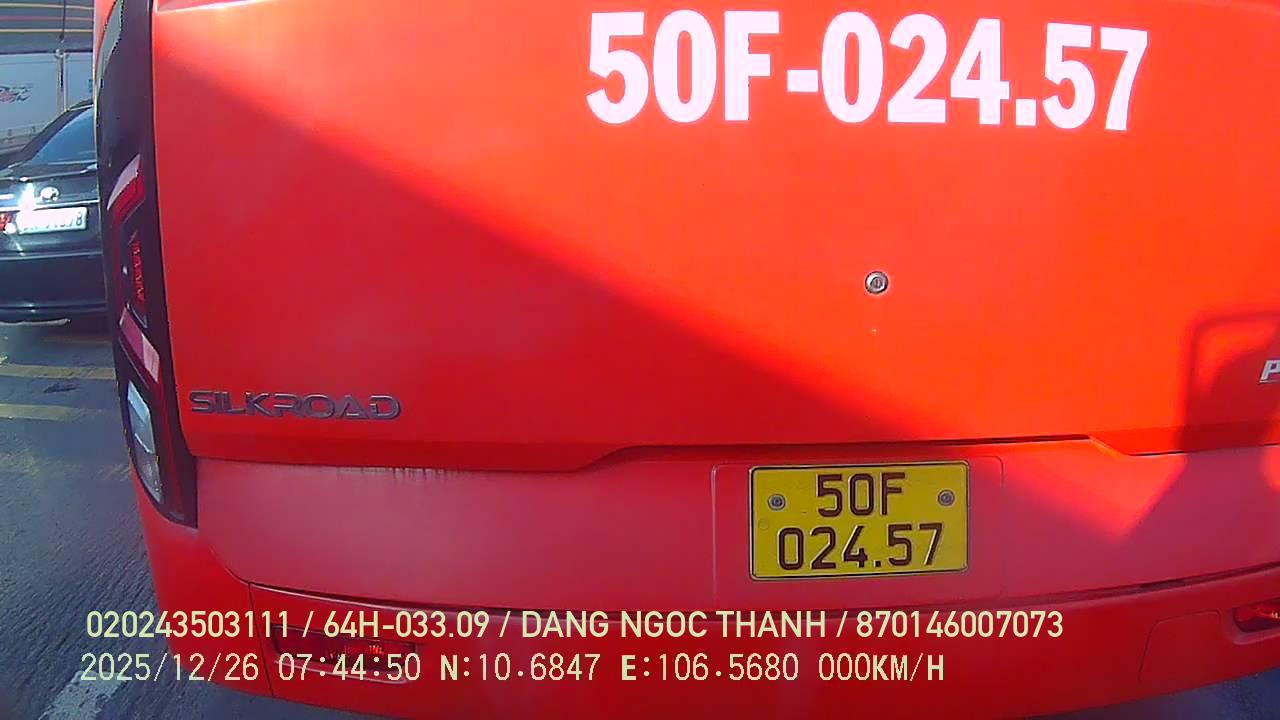 50F-024.57
SILKROAD
50F
024.57
020243503111 / 64H-033.09 / DANG NGOC THANH / 870146007073
2025/12/26 07:44:50 N:10.6847 E:106.5680 000KM/H